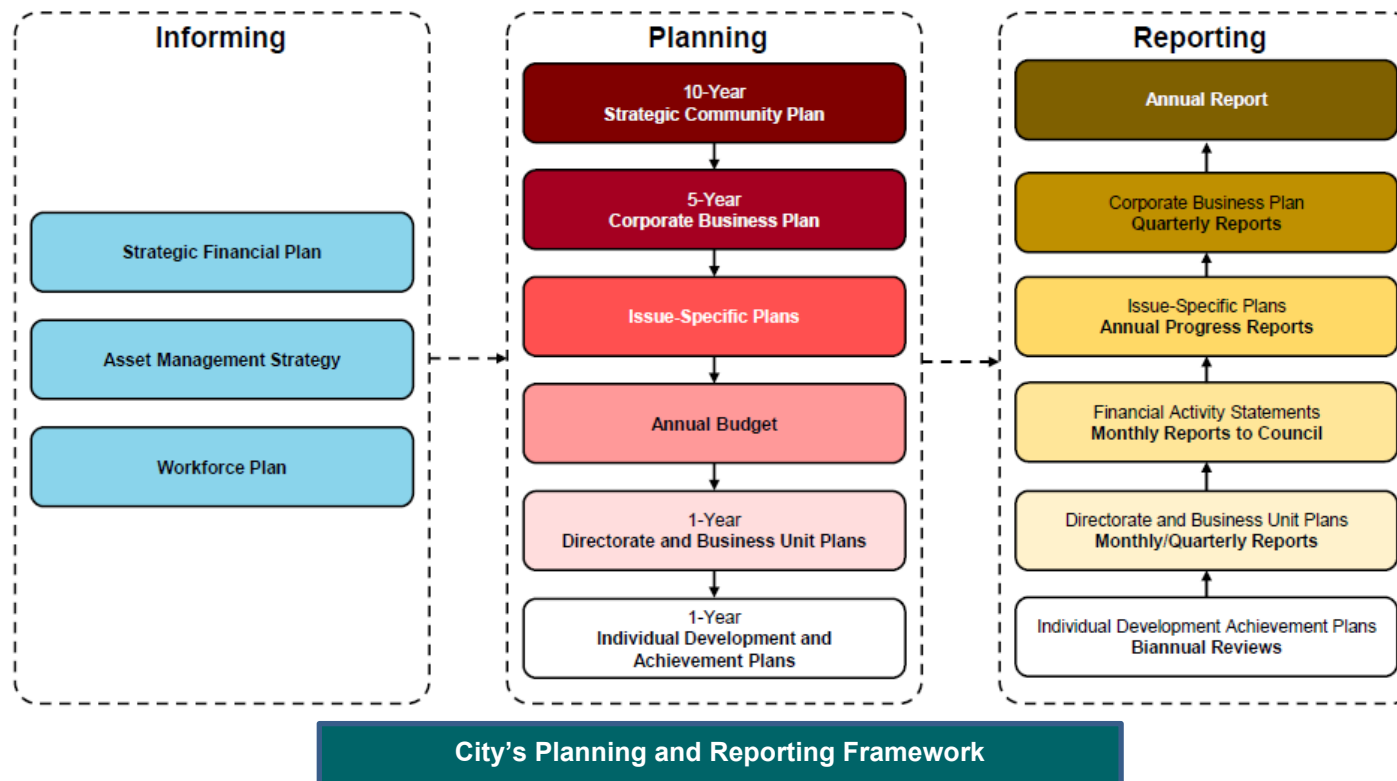 Informing
Strategic Financial Plan
Asset Management Strategy
Workforce Plan
Planning
10-Year
Strategic Community Plan
5-Year
Corporate Business Plan
Issue-Specific Plans
Annual Budget
1-Year
Directorate and Business Unit Plans
1-Year
Individual Development and
Achievement Plans
Reporting
Annual Report
Corporate Business Plan
Quarterly Reports
Issue-Specific Plans
Annual Progress Reports
Financial Activity Statements
Monthly Reports to Council
Directorate and Business Unit Plans
Monthly/Quarterly Reports
Individual Development Achievement Plans
Biannual Reviews
City’s Planning and Reporting Framework